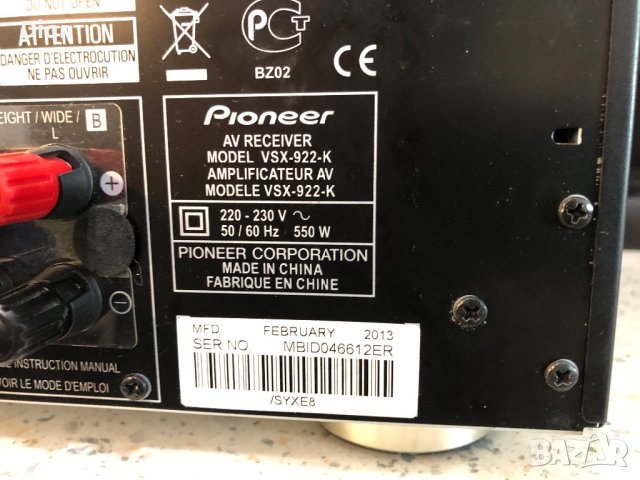 DO NOT OPEN
ATTENTION
DANGER D'ELECTROCUTION
NE PAS OUVRIR
BZ02
CE
EIGHT / WIDE /
L
B
Pioneer
AV RECEIVER
MODEL VSX-922-K
AMPLIFICATEUR AV
MODELE VSX-922-K
220 - 230 V ~
50 / 60 Hz 550 W
PIONEER CORPORATION
MADE IN CHINA
FABRIQUE EN CHINE
MFD FEBRUARY 2013
SER.NO MBID046612ER
/SYXE8
E INSTRUCTION MANUAL
VOIR LE MODE D'EMPLOI
BAZAR